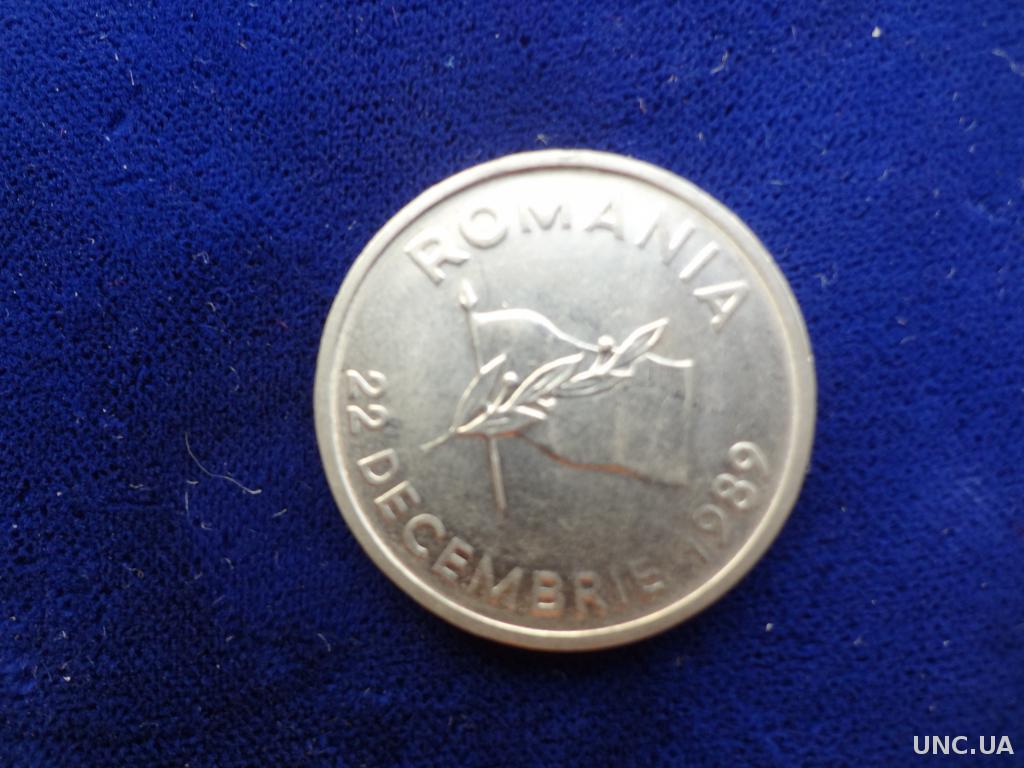 ROMANIA
22 DECEMBRIE 1989
UNC.UA